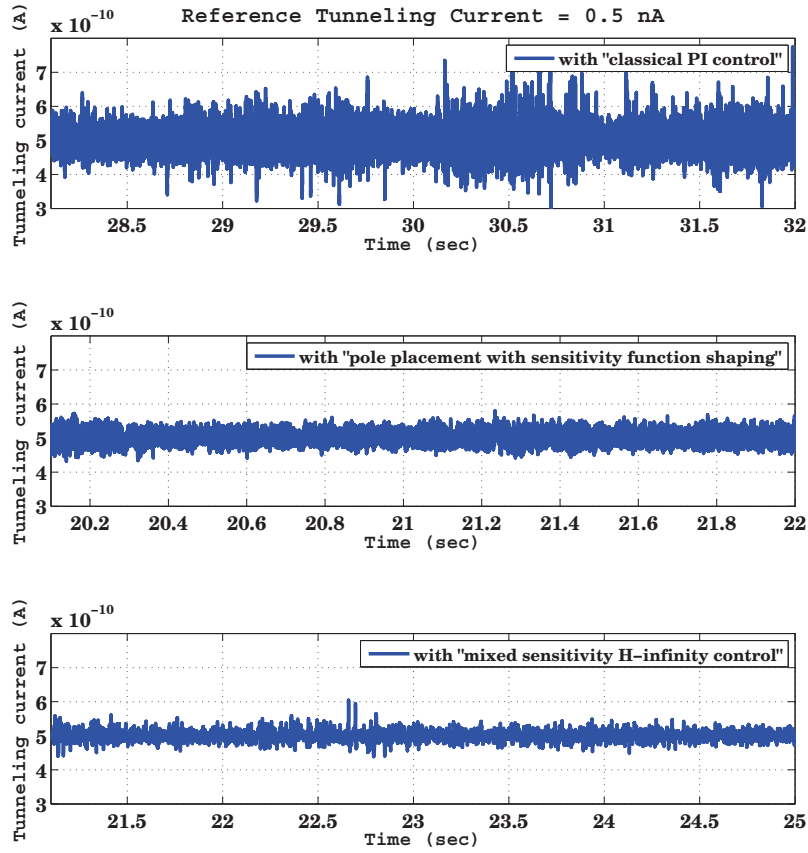 Reference Tunneling Current = 0.5 nA
x 10⁻¹⁰
Tunneling current (A)
with "classical PI control"
7
6
5
4
3
28.5 29 29.5 30 30.5 31 31.5 32
Time (sec)
x 10⁻¹⁰
Tunneling current (A)
with "pole placement with sensitivity function shaping"
7
6
5
4
3
20.2 20.4 20.6 20.8 21 21.2 21.4 21.6 21.8 22
Time (sec)
x 10⁻¹⁰
Tunneling current (A)
with "mixed sensitivity H−infinity control"
7
6
5
4
3
21.5 22 22.5 23 23.5 24 24.5 25
Time (sec)